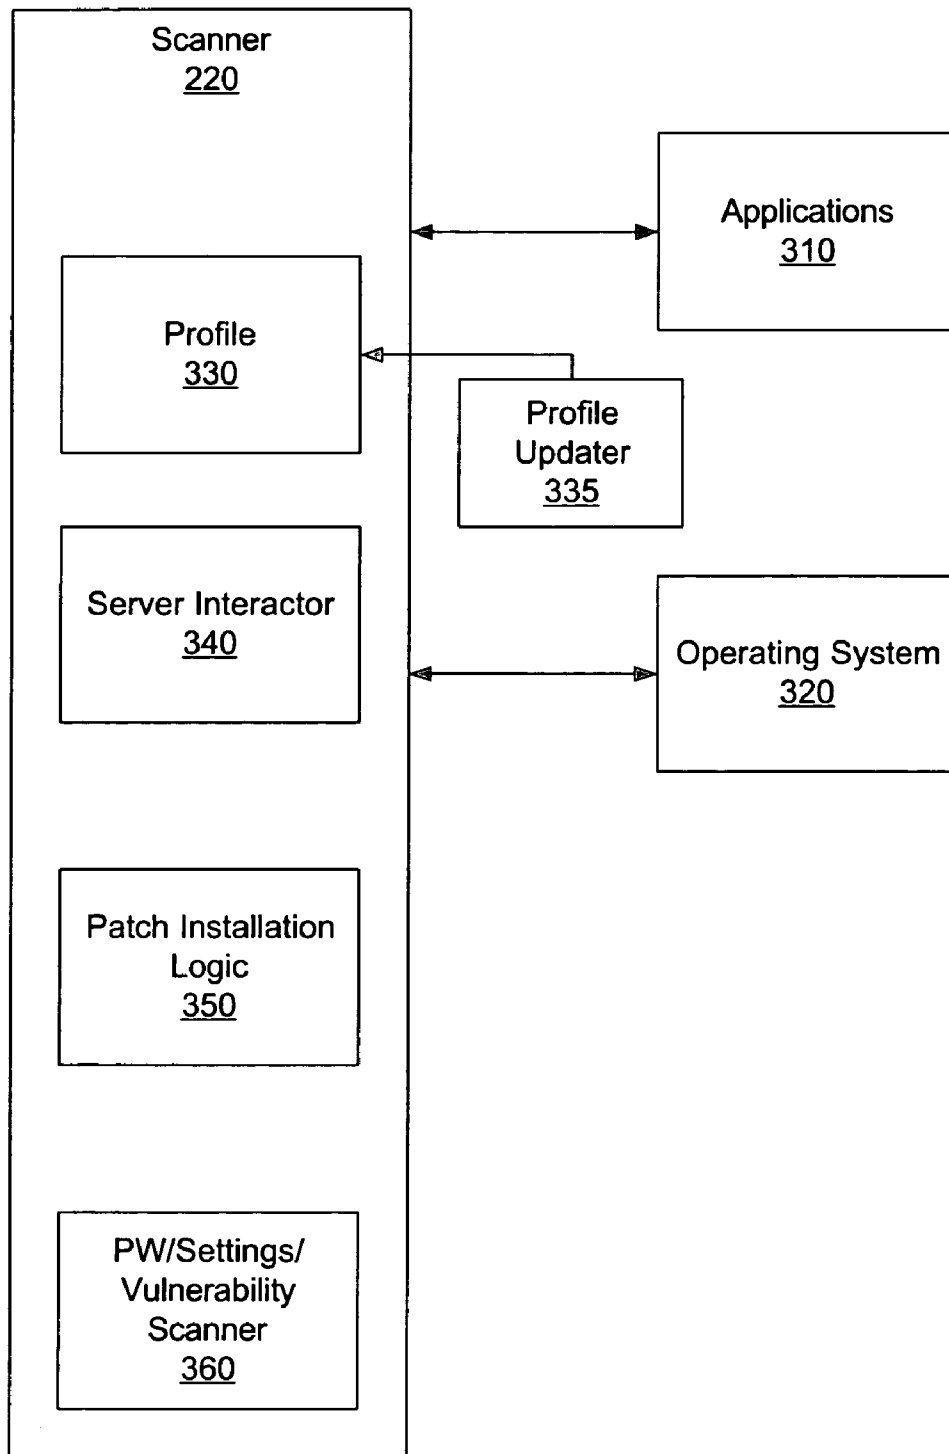 Scanner
220
Applications
310
Profile
330
Profile
Updater
335
Server Interactor
340
Operating System
320
Patch Installation
Logic
350
PW/Settings/
Vulnerability
Scanner
360